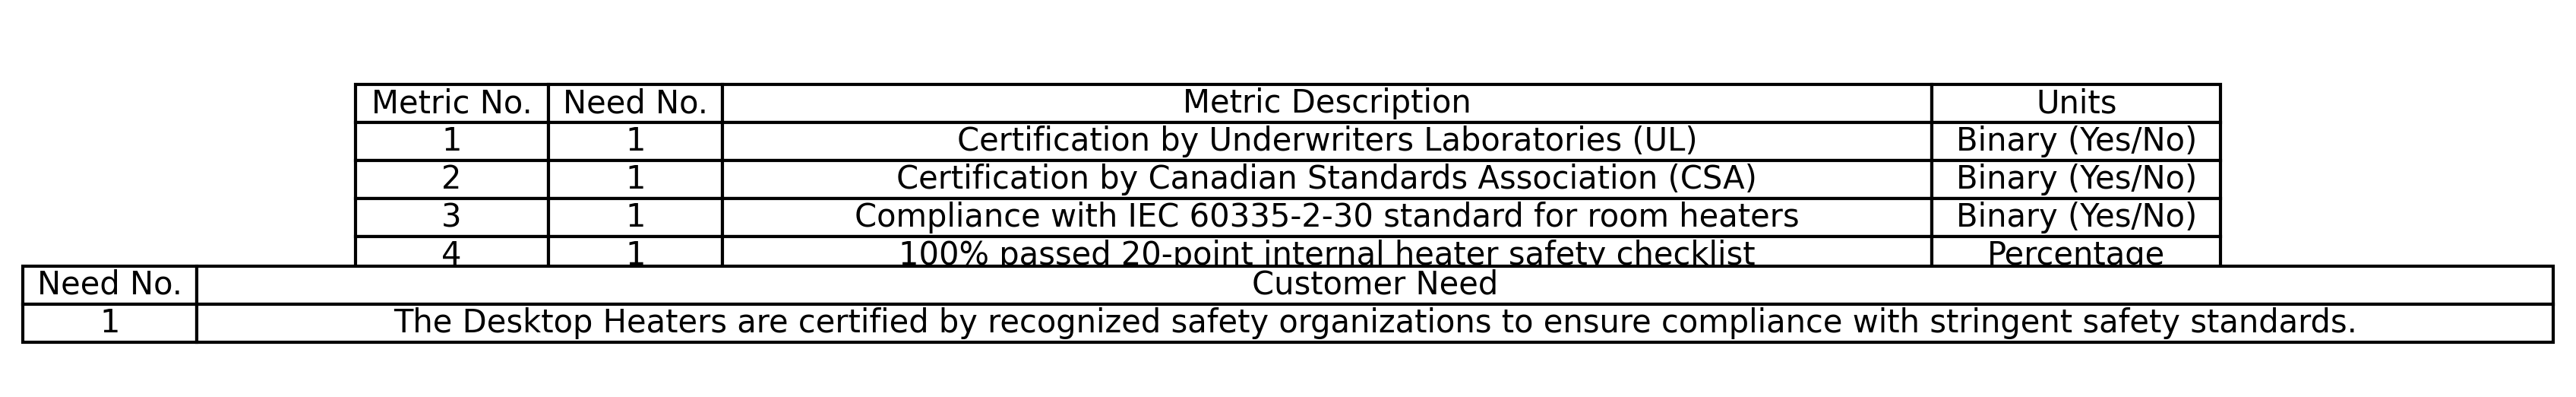 Metric No. Need No. Metric Description Units
1 1 Certification by Underwriters Laboratories (UL) Binary (Yes/No)
2 1 Certification by Canadian Standards Association (CSA) Binary (Yes/No)
3 1 Compliance with IEC 60335-2-30 standard for room heaters Binary (Yes/No)
4 1 100% passed 20-point internal heater safety checklist Percentage
Need No. Customer Need
1 The Desktop Heaters are certified by recognized safety organizations to ensure compliance with stringent safety standards.